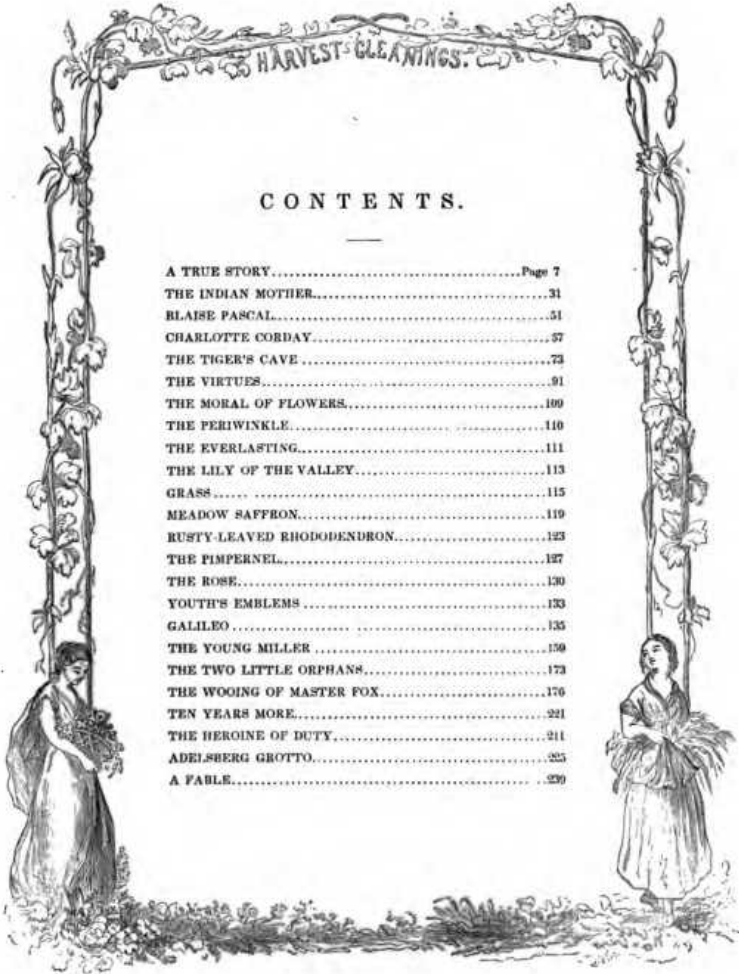 HARVEST GLEANINGS.
CONTENTS.
A TRUE STORY........................................Page 7
THE INDIAN MOTHER........................................31
BLAISE PASCAL........................................51
CHARLOTTE CORDAY........................................57
THE TIGER'S CAVE........................................73
THE VIRTUES........................................91
THE MORAL OF FLOWERS........................................109
THE PERIWINKLE........................................110
THE EVERLASTING........................................111
THE LILY OF THE VALLEY........................................113
GRASS........................................115
MEADOW SAFFRON........................................119
RUSTY-LEAVED RHODODENDRON........................................123
THE PIMPERNEL........................................127
THE ROSE........................................130
YOUTH'S EMBLEMS........................................133
GALILEO........................................135
THE YOUNG MILLER........................................159
THE TWO LITTLE ORPHANS........................................173
THE WOOING OF MASTER FOX........................................176
TEN YEARS MORE........................................221
THE HEROINE OF DUTY........................................211
ADELSBERG GROTTO........................................225
A FABLE........................................239